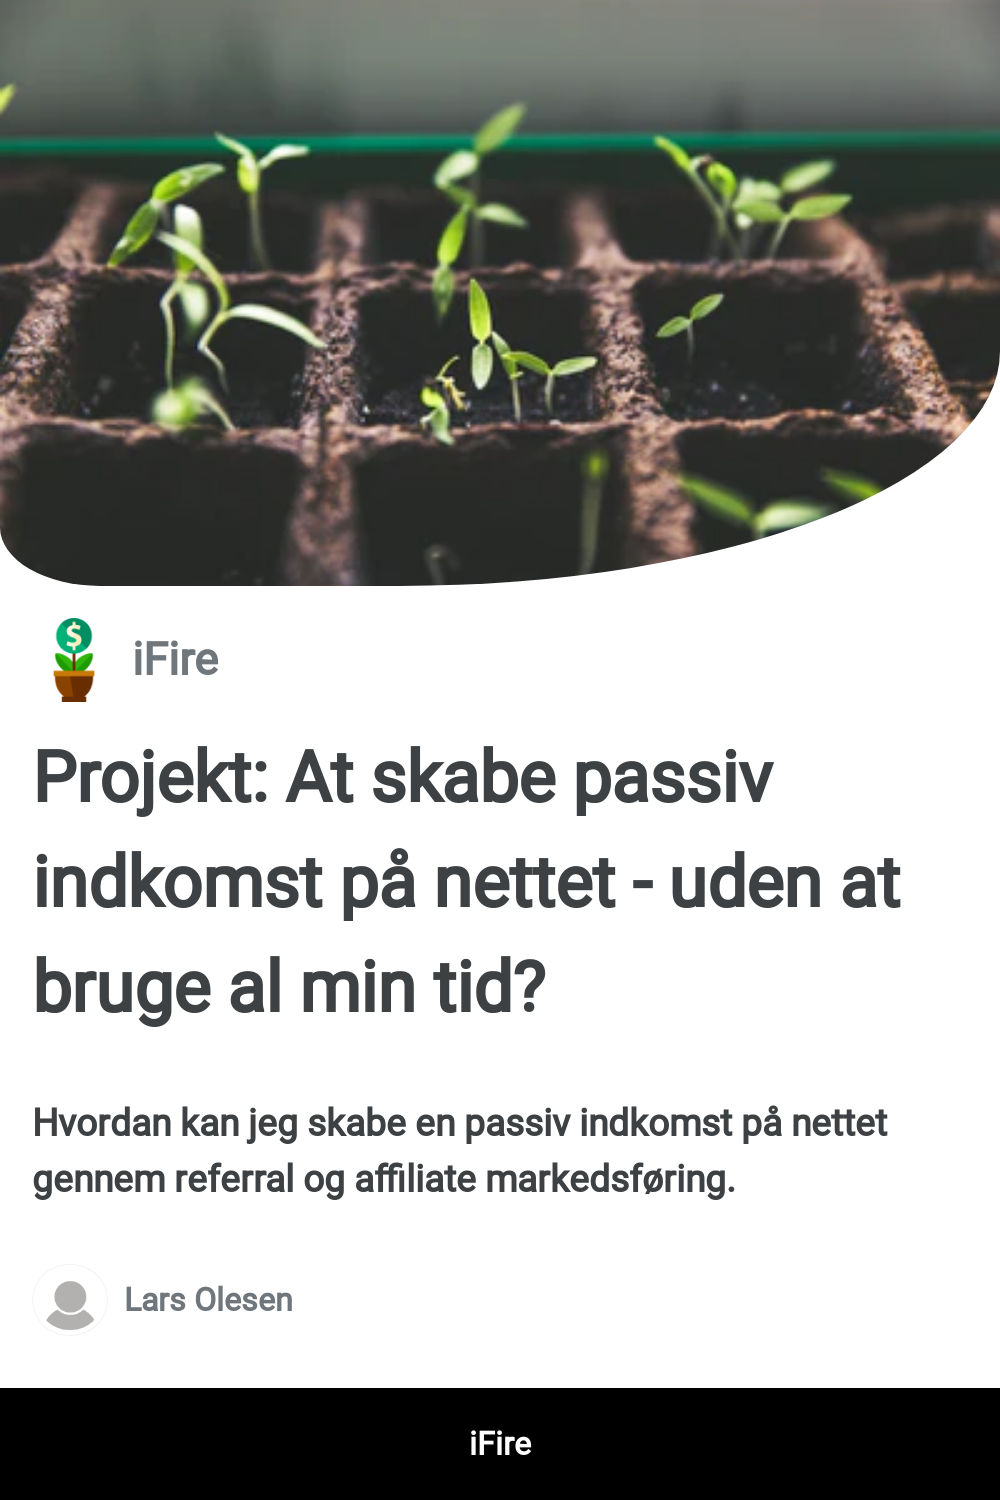 iFire
Projekt: At skabe passiv
indkomst på nettet - uden at
bruge al min tid?
Hvordan kan jeg skabe en passiv indkomst på nettet
gennem referral og affiliate markedsføring.
Lars Olesen
iFire